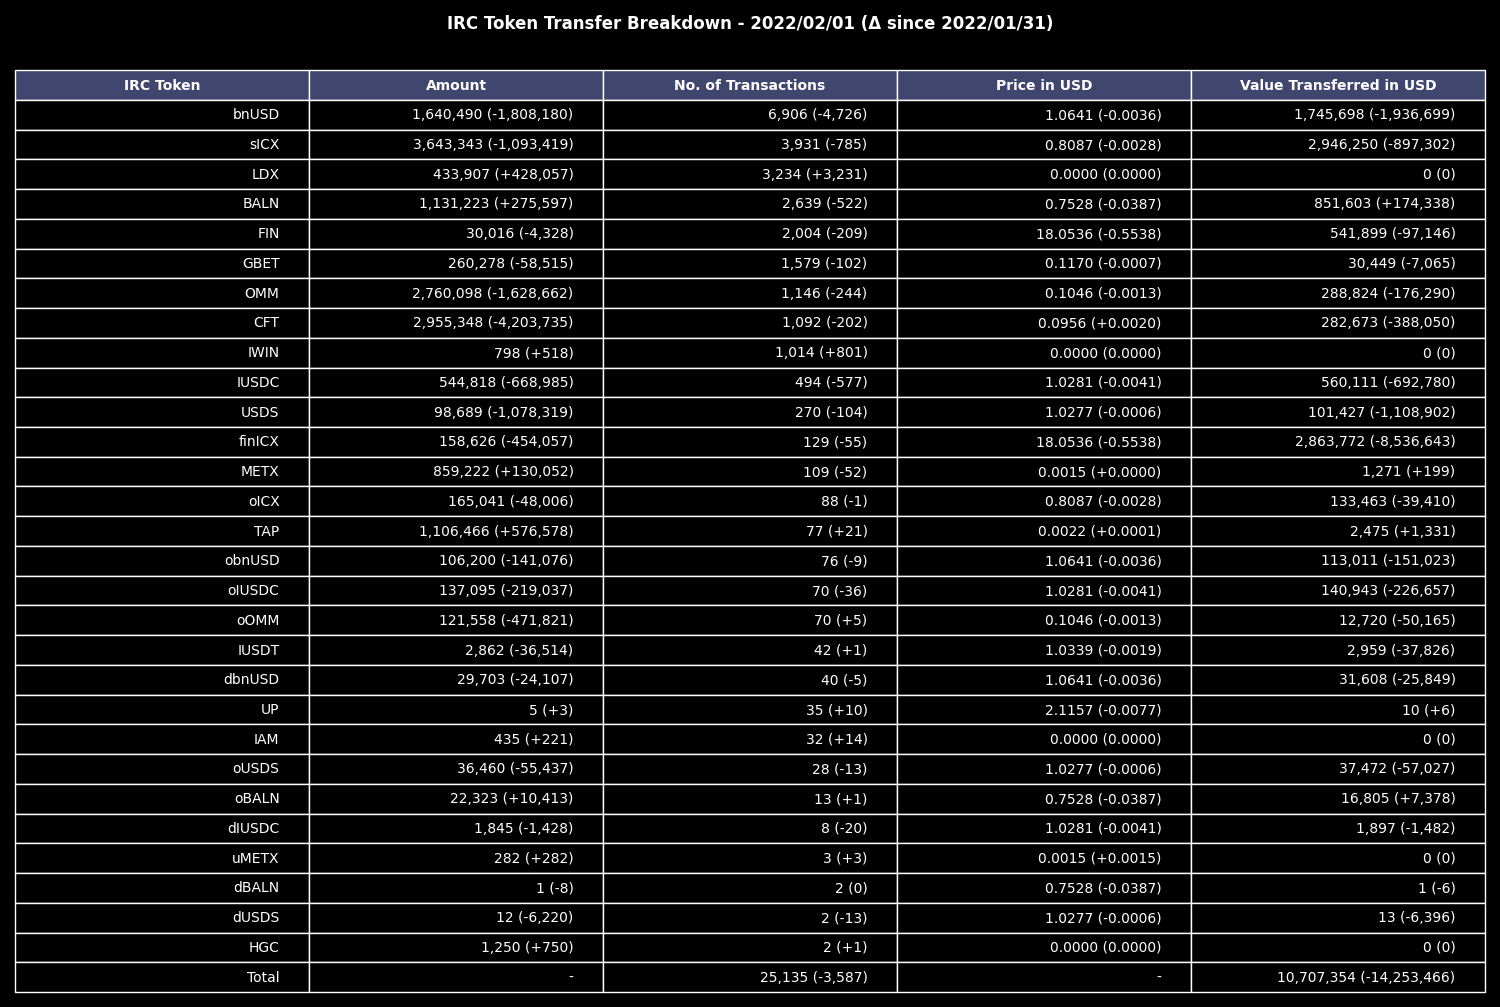 IRC Token Transfer Breakdown - 2022/02/01 (Δ since 2022/01/31)
IRC Token Amount No. of Transactions Price in USD Value Transferred in USD
bnUSD 1,640,490 (-1,808,180) 6,906 (-4,726) 1.0641 (-0.0036) 1,745,698 (-1,936,699)
sICX 3,643,343 (-1,093,419) 3,931 (-785) 0.8087 (-0.0028) 2,946,250 (-897,302)
LDX 433,907 (+428,057) 3,234 (+3,231) 0.0000 (0.0000) 0 (0)
BALN 1,131,223 (+275,597) 2,639 (-522) 0.7528 (-0.0387) 851,603 (+174,338)
FIN 30,016 (-4,328) 2,004 (-209) 18.0536 (-0.5538) 541,899 (-97,146)
GBET 260,278 (-58,515) 1,579 (-102) 0.1170 (-0.0007) 30,449 (-7,065)
OMM 2,760,098 (-1,628,662) 1,146 (-244) 0.1046 (-0.0013) 288,824 (-176,290)
CFT 2,955,348 (-4,203,735) 1,092 (-202) 0.0956 (+0.0020) 282,673 (-388,050)
IWIN 798 (+518) 1,014 (+801) 0.0000 (0.0000) 0 (0)
IUSDC 544,818 (-668,985) 494 (-577) 1.0281 (-0.0041) 560,111 (-692,780)
USDS 98,689 (-1,078,319) 270 (-104) 1.0277 (-0.0006) 101,427 (-1,108,902)
finICX 158,626 (-454,057) 129 (-55) 18.0536 (-0.5538) 2,863,772 (-8,536,643)
METX 859,222 (+130,052) 109 (-52) 0.0015 (+0.0000) 1,271 (+199)
oICX 165,041 (-48,006) 88 (-1) 0.8087 (-0.0028) 133,463 (-39,410)
TAP 1,106,466 (+576,578) 77 (+21) 0.0022 (+0.0001) 2,475 (+1,331)
obnUSD 106,200 (-141,076) 76 (-9) 1.0641 (-0.0036) 113,011 (-151,023)
oIUSDC 137,095 (-219,037) 70 (-36) 1.0281 (-0.0041) 140,943 (-226,657)
oOMM 121,558 (-471,821) 70 (+5) 0.1046 (-0.0013) 12,720 (-50,165)
IUSDT 2,862 (-36,514) 42 (+1) 1.0339 (-0.0019) 2,959 (-37,826)
dbnUSD 29,703 (-24,107) 40 (-5) 1.0641 (-0.0036) 31,608 (-25,849)
UP 5 (+3) 35 (+10) 2.1157 (-0.0077) 10 (+6)
IAM 435 (+221) 32 (+14) 0.0000 (0.0000) 0 (0)
oUSDS 36,460 (-55,437) 28 (-13) 1.0277 (-0.0006) 37,472 (-57,027)
oBALN 22,323 (+10,413) 13 (+1) 0.7528 (-0.0387) 16,805 (+7,378)
dIUSDC 1,845 (-1,428) 8 (-20) 1.0281 (-0.0041) 1,897 (-1,482)
uMETX 282 (+282) 3 (+3) 0.0015 (+0.0015) 0 (0)
dBALN 1 (-8) 2 (0) 0.7528 (-0.0387) 1 (-6)
dUSDS 12 (-6,220) 2 (-13) 1.0277 (-0.0006) 13 (-6,396)
HGC 1,250 (+750) 2 (+1) 0.0000 (0.0000) 0 (0)
Total - 25,135 (-3,587) - 10,707,354 (-14,253,466)